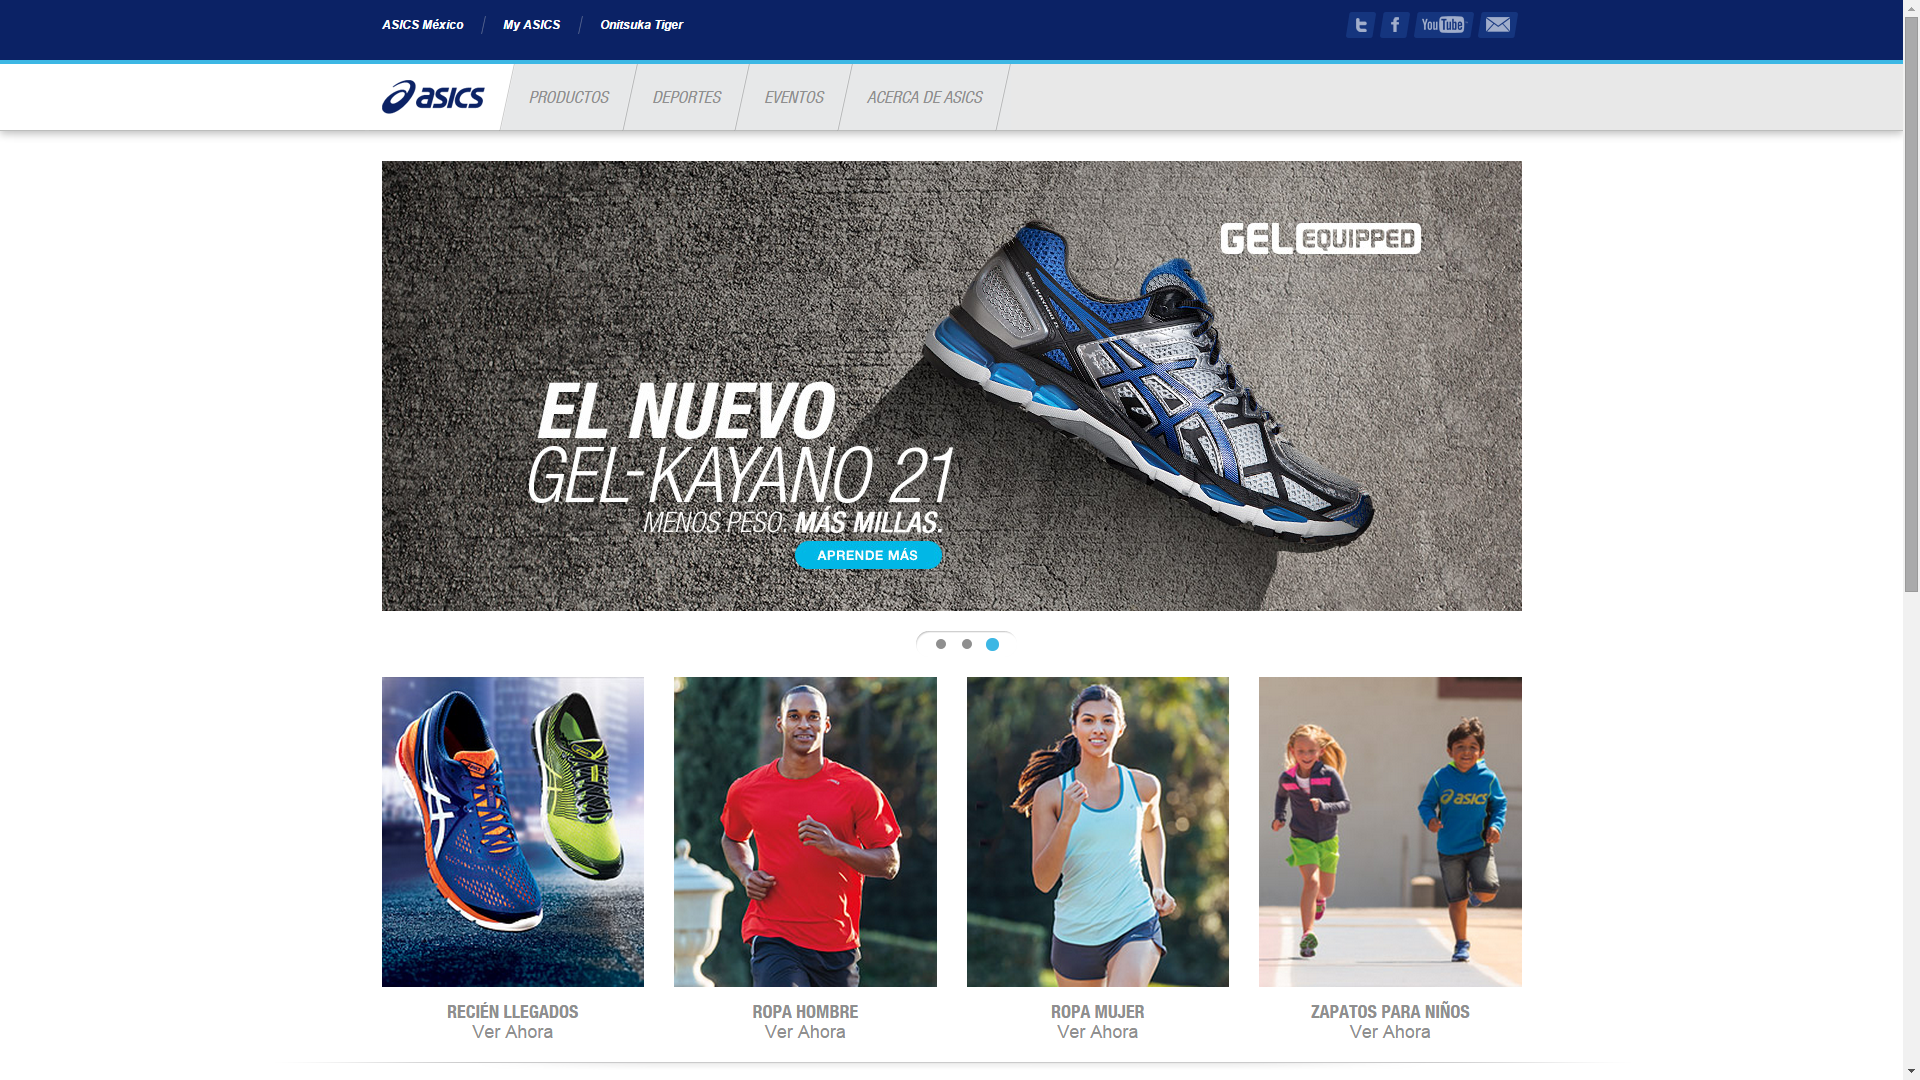 ASICS México
My ASICS
Onitsuka Tiger
You Tube
asics
PRODUCTOS
DEPORTES
EVENTOS
ACERCA DE ASICS
GEL EQUIPPED
EL NUEVO
GEL-KAYANO 21
MENOS PESO. MÁS MILLAS.
APRENDE MÁS
asics
RECIÉN LLEGADOS
Ver Ahora
ROPA HOMBRE
Ver Ahora
ROPA MUJER
Ver Ahora
ZAPATOS PARA NIÑOS
Ver Ahora